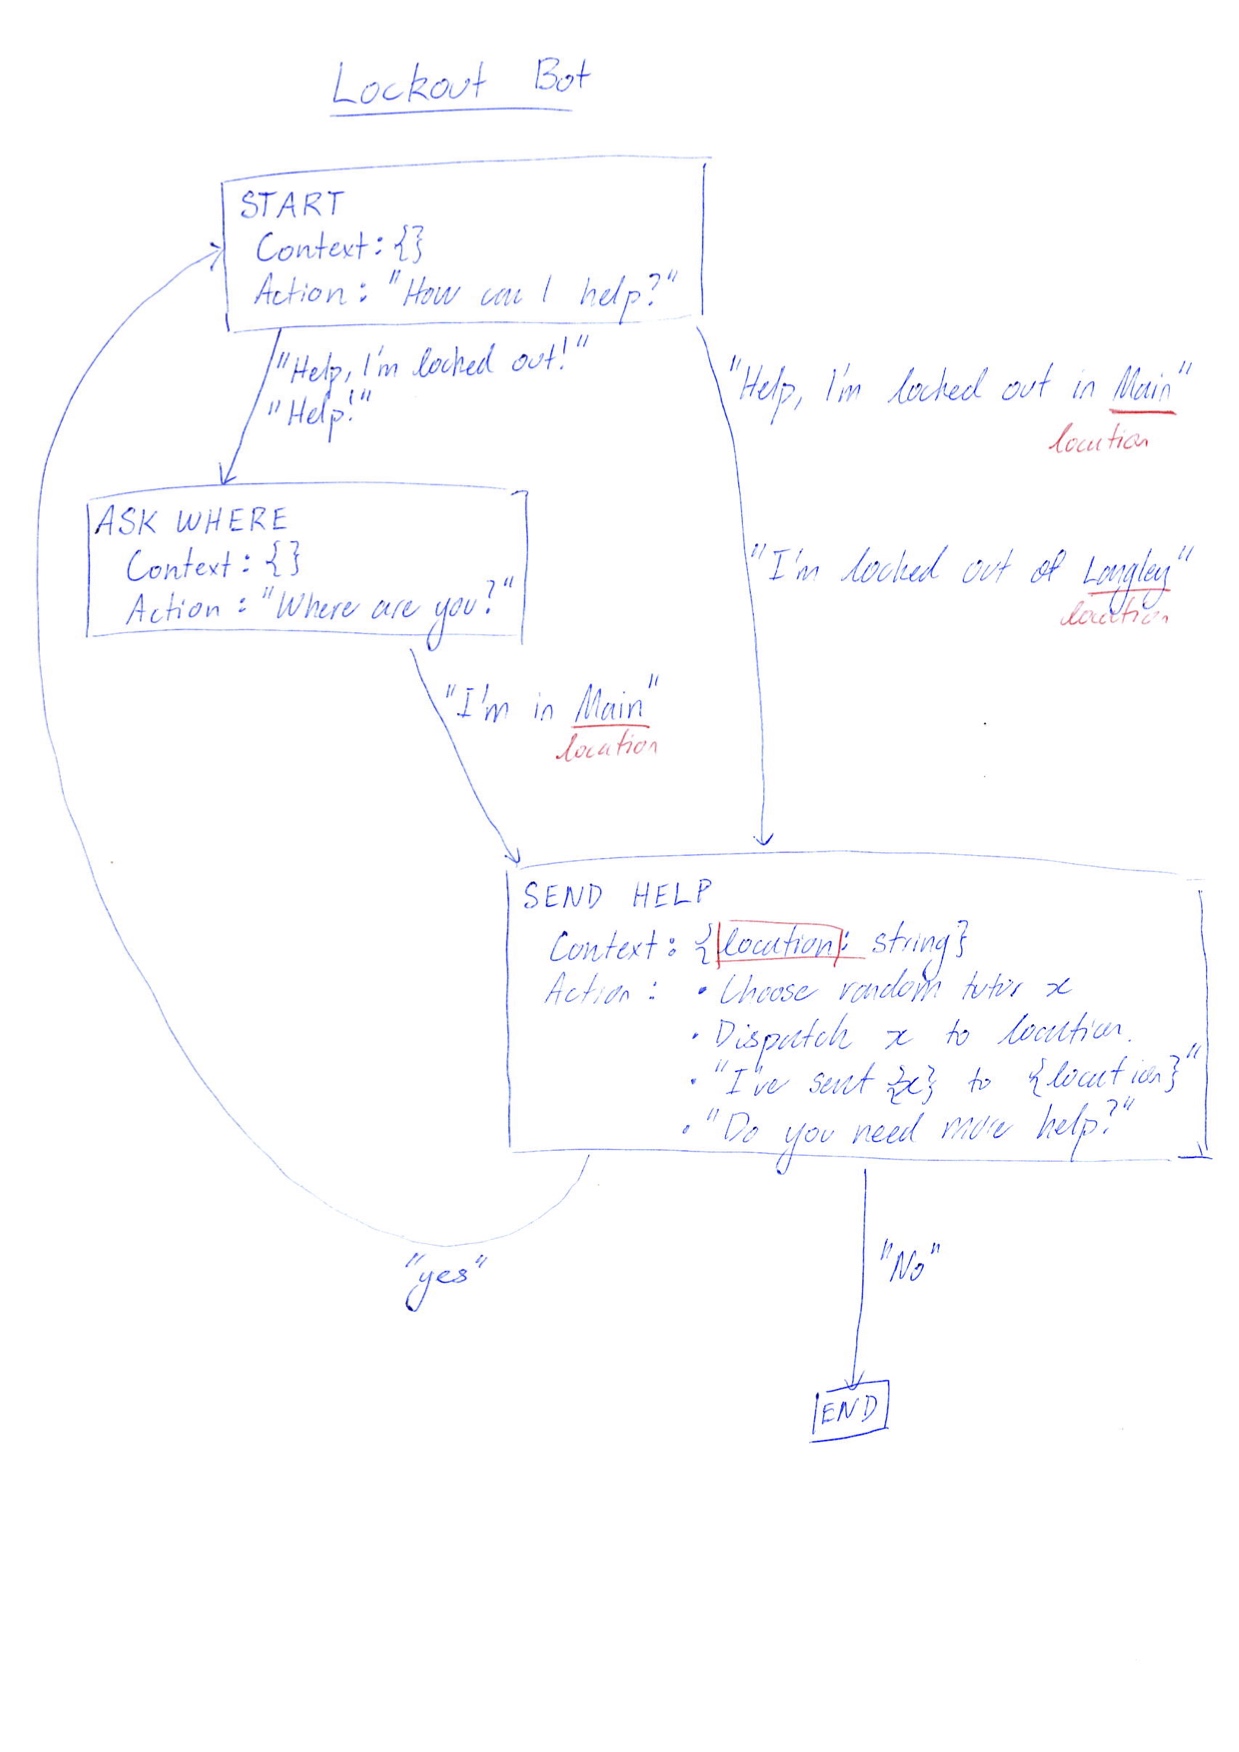 Lockout Bot
START
Context: {}
Action: "How can I help?"
"Help, I'm locked out!"
"Help!"
"Help, I'm locked out in Main"
location
ASK WHERE
Context: {}
Action: "Where are you?"
"I'm locked out of Langley"
location
"I'm in Main"
location
SEND HELP
Context: {location: string}
Action: • Choose random tutor x
• Dispatch x to location.
• "I've sent {x} to {location}"
• "Do you need more help?"
"yes"
"No"
END